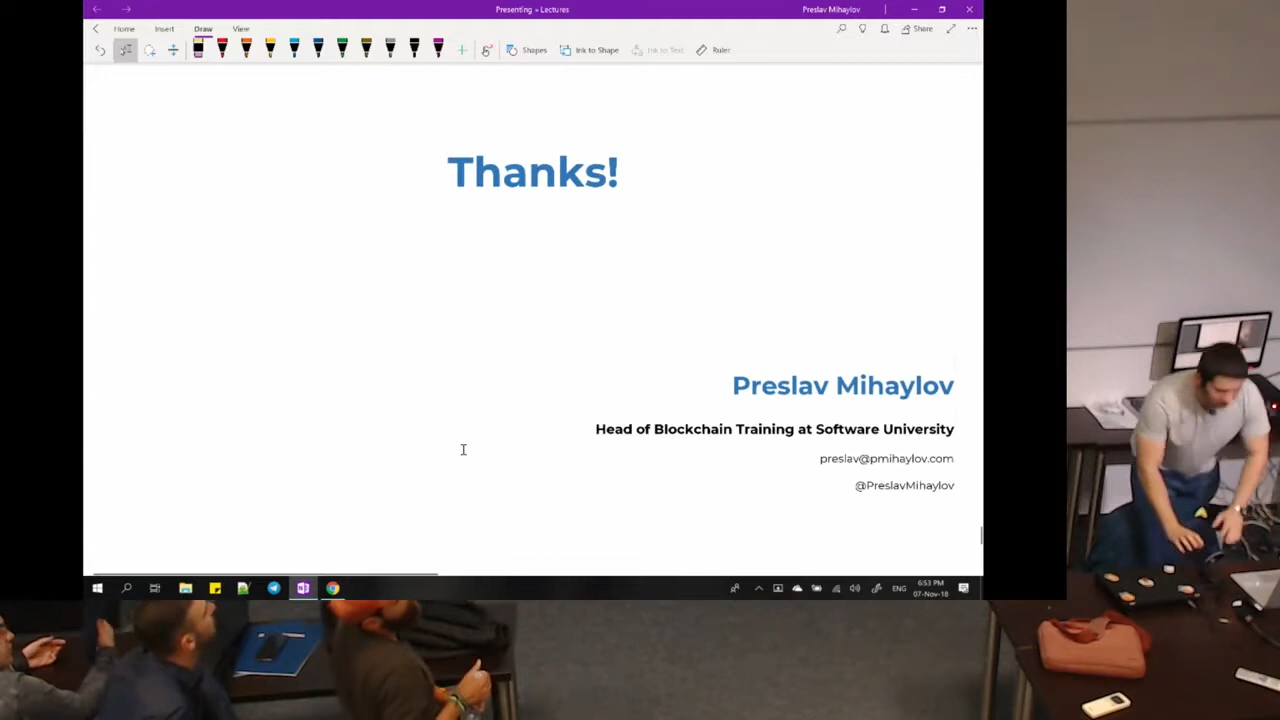 Presenting » Lectures
Preslav Mihaylov
Home
Insert
Draw
View
Share
Shapes
Ink to Shape
Ink to Text
Ruler
Thanks!
Preslav Mihaylov
Head of Blockchain Training at Software University
preslav@pmihaylov.com
@PreslavMihaylov
ENG
6:53 PM
07-Nov-18